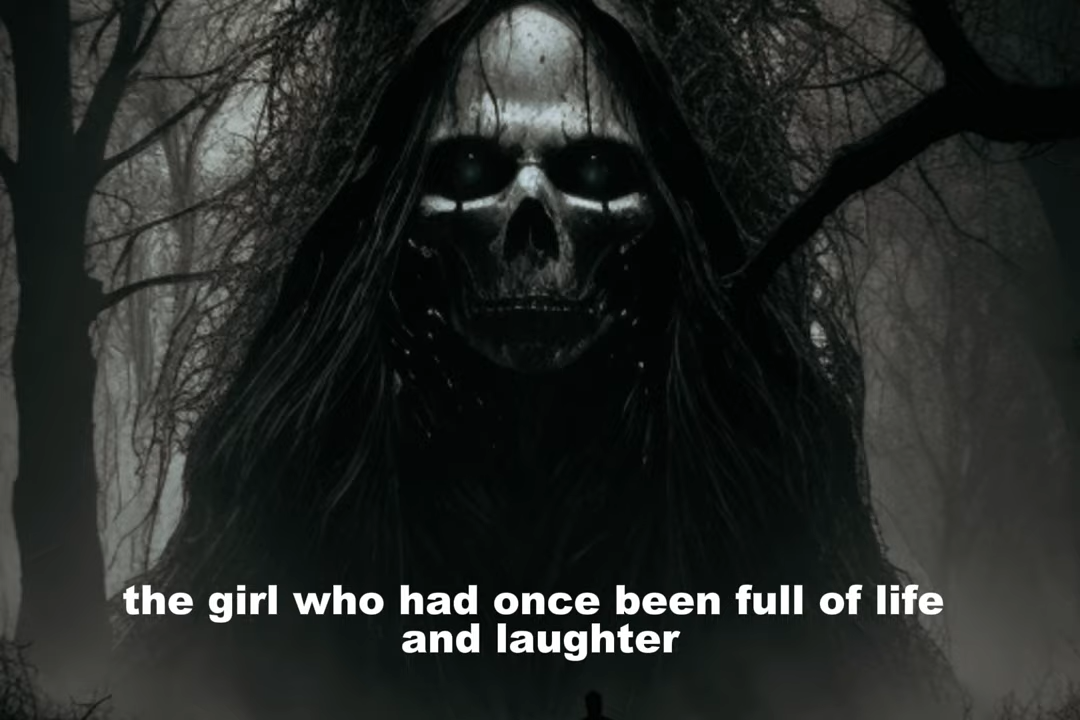 the girl who had once been full of life
and laughter